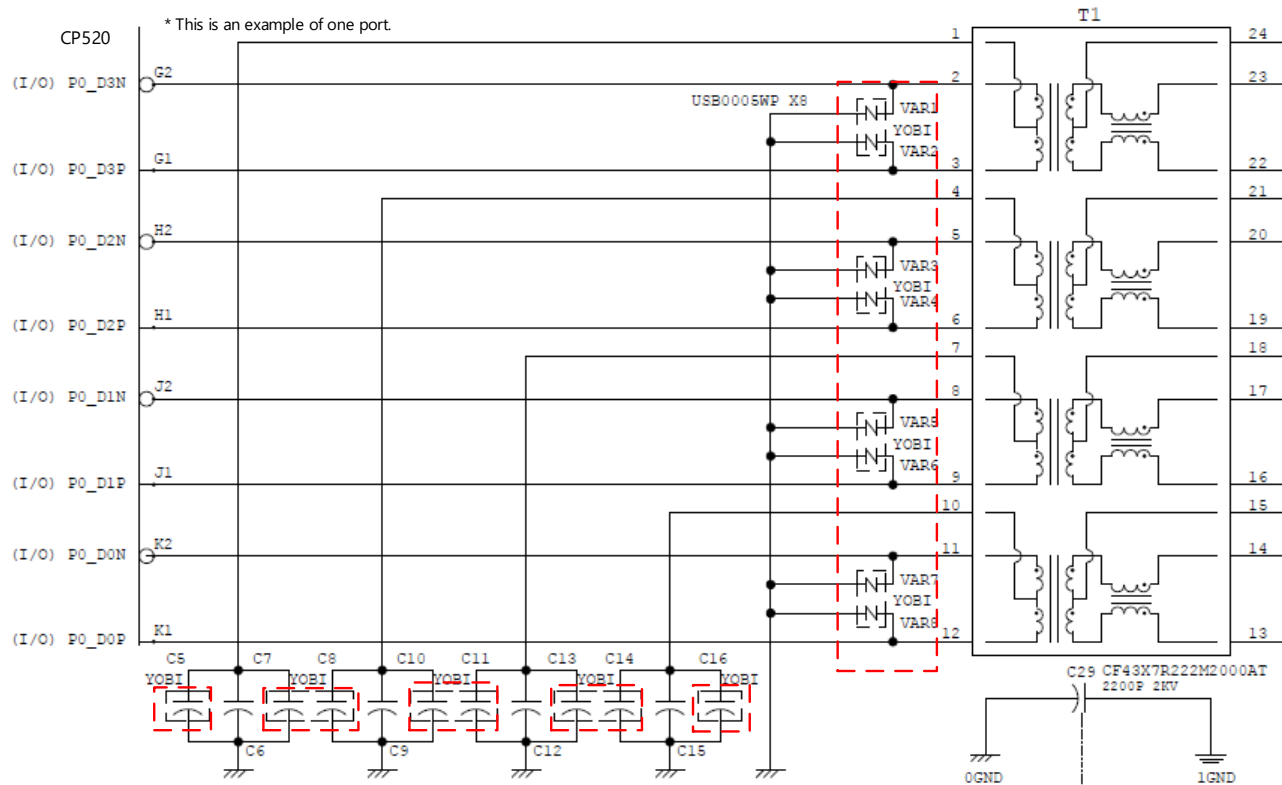 * This is an example of one port.
CP520
T1
1
24
(I/O) P0_D3N
G2
2
23
USB0005WP X8
VAR1
YOBI
VAR2
(I/O) P0_D3P
G1
3
22
4
21
(I/O) P0_D2N
H2
5
20
VAR3
YOBI
VAR4
(I/O) P0_D2P
H1
6
19
7
18
(I/O) P0_D1N
J2
8
17
VAR5
YOBI
VAR6
(I/O) P0_D1P
J1
9
16
10
15
(I/O) P0_D0N
K2
11
14
VAR7
YOBI
VAR8
(I/O) P0_D0P
K1
12
13
C5 C7 C8 C10 C11 C13 C14 C16
YOBI YOBI YOBI YOBI YOBI
C6 C9 C12 C15
C29 CF43X7R222M2000AT
2200P 2KV
0GND
1GND